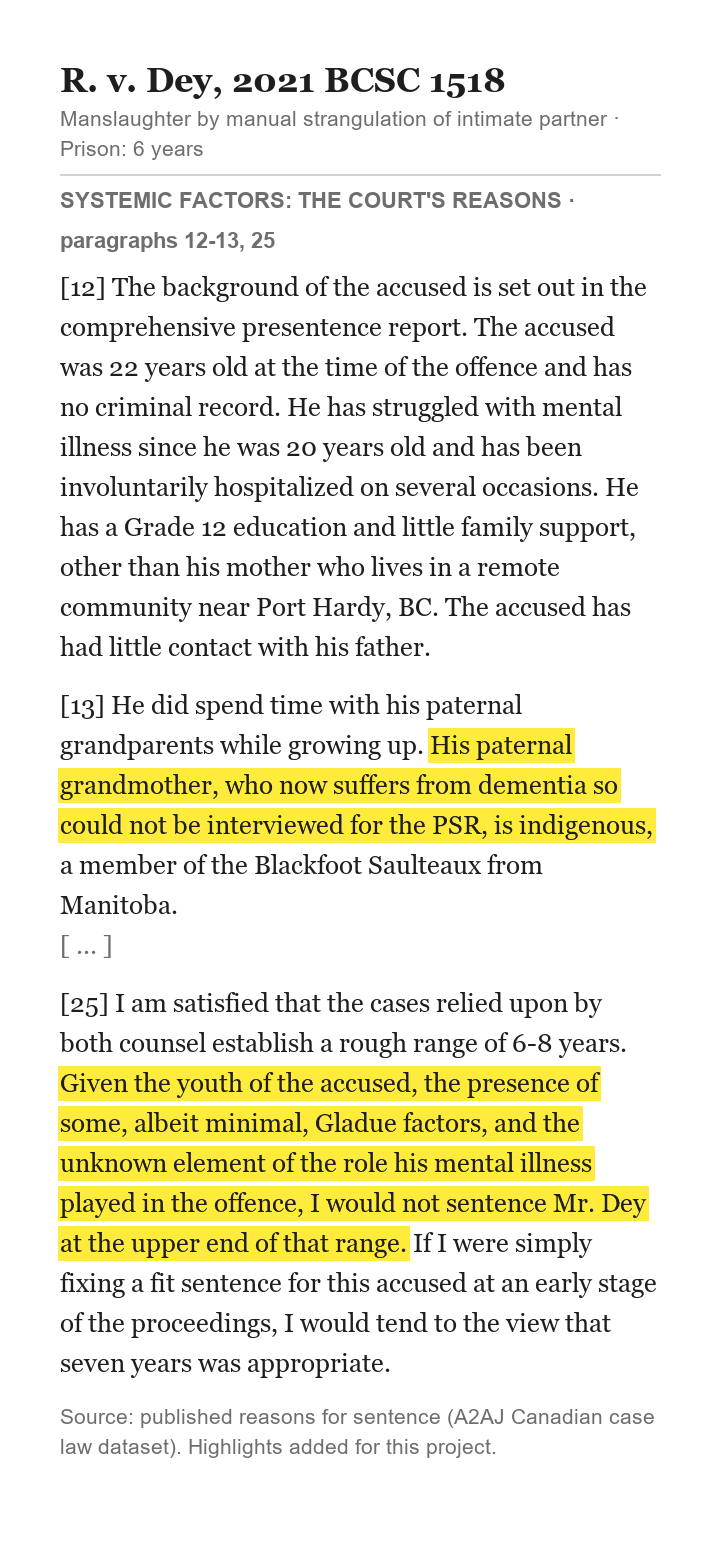 R. v. Dey, 2021 BCSC 1518
Manslaughter by manual strangulation of intimate partner ·
Prison: 6 years
SYSTEMIC FACTORS: THE COURT'S REASONS ·
paragraphs 12-13, 25
[12] The background of the accused is set out in the
comprehensive presentence report. The accused
was 22 years old at the time of the offence and has
no criminal record. He has struggled with mental
illness since he was 20 years old and has been
involuntarily hospitalized on several occasions. He
has a Grade 12 education and little family support,
other than his mother who lives in a remote
community near Port Hardy, BC. The accused has
had little contact with his father.
[13] He did spend time with his paternal
grandparents while growing up. His paternal
grandmother, who now suffers from dementia so
could not be interviewed for the PSR, is indigenous,
a member of the Blackfoot Saulteaux from
Manitoba.
[ ... ]
[25] I am satisfied that the cases relied upon by
both counsel establish a rough range of 6-8 years.
Given the youth of the accused, the presence of
some, albeit minimal, Gladue factors, and the
unknown element of the role his mental illness
played in the offence, I would not sentence Mr. Dey
at the upper end of that range. If I were simply
fixing a fit sentence for this accused at an early stage
of the proceedings, I would tend to the view that
seven years was appropriate.
Source: published reasons for sentence (A2AJ Canadian case
law dataset). Highlights added for this project.